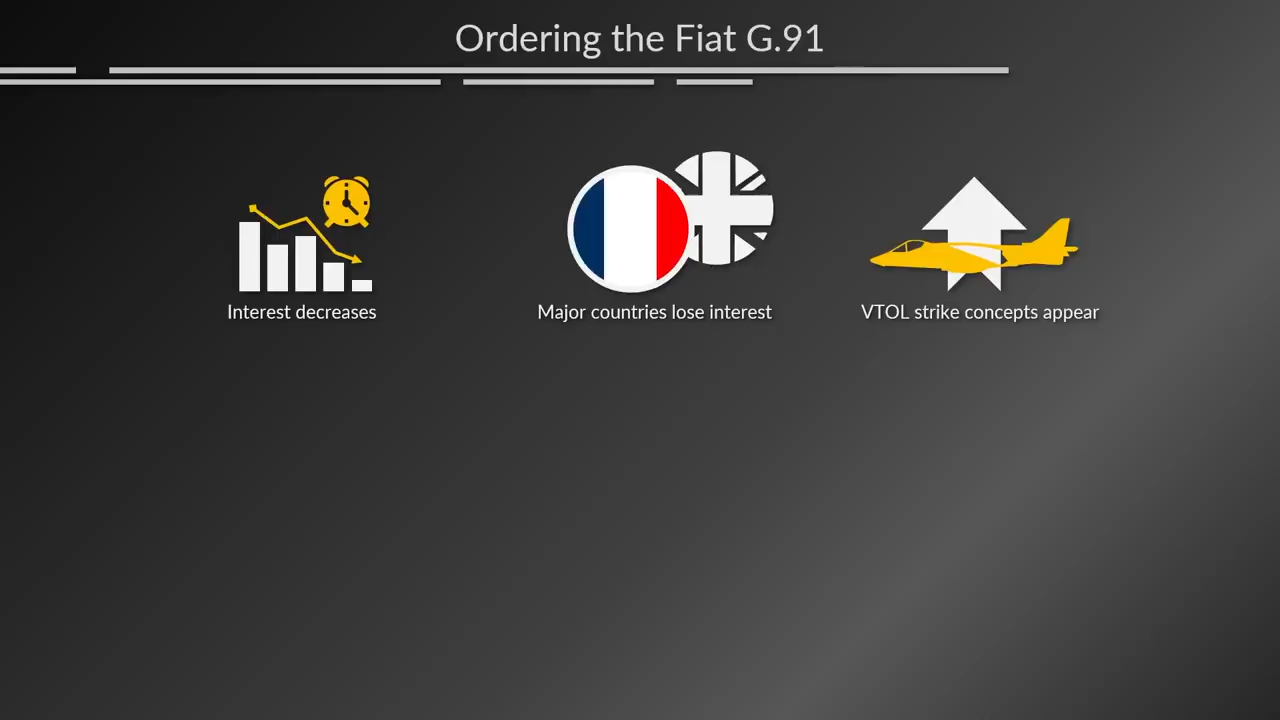 Ordering the Fiat G.91
Interest decreases
Major countries lose interest
VTOL strike concepts appear